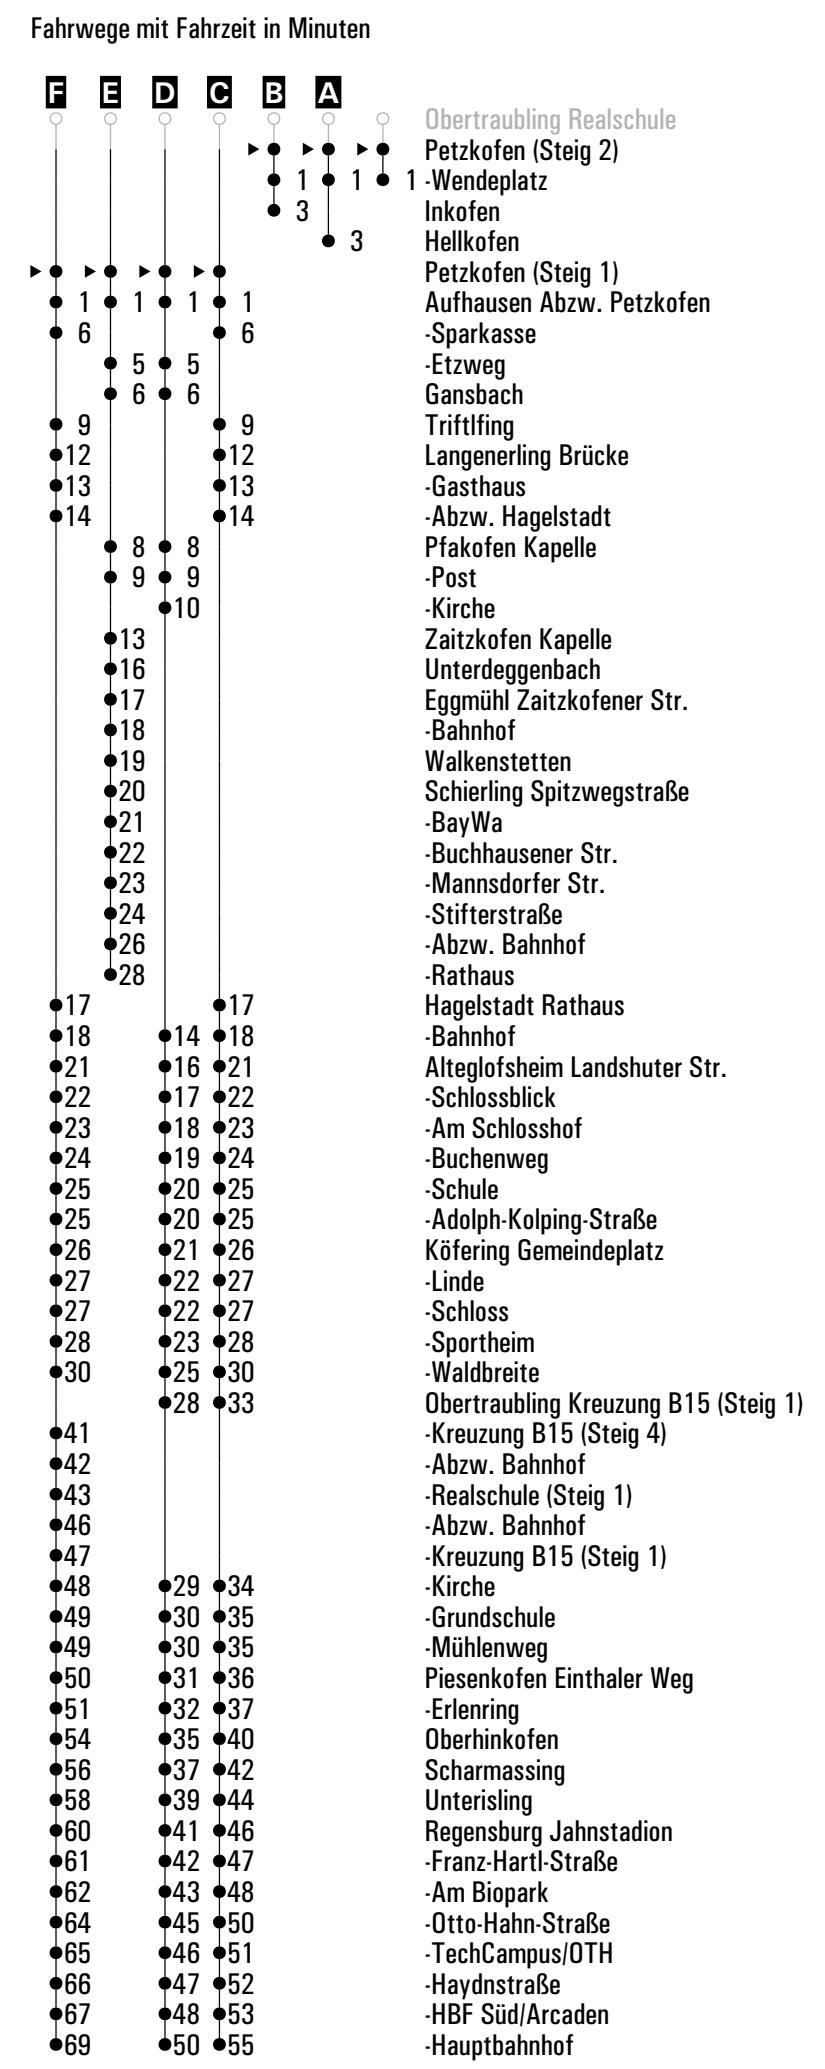 Fahrwege mit Fahrzeit in Minuten
F E D C B A
Obertraubling Realschule
Petzkofen (Steig 2)
1 1 1 -Wendeplatz
3 Inkofen
3 Hellkofen
Petzkofen (Steig 1)
1 1 1 1 Aufhausen Abzw. Petzkofen
6 6 -Sparkasse
5 5 -Etzweg
6 6 Gansbach
9 9 Triftlfing
12 12 Langenerling Brücke
13 13 -Gasthaus
14 14 -Abzw. Hagelstadt
8 8 Pfakofen Kapelle
9 9 -Post
10 -Kirche
13 Zaitzkofen Kapelle
16 Unterdeggenbach
17 Eggmühl Zaitzkofener Str.
18 -Bahnhof
19 Walkenstetten
20 Schierling Spitzwegstraße
21 -BayWa
22 -Buchhausener Str.
23 -Mannsdorfer Str.
24 -Stifterstraße
26 -Abzw. Bahnhof
28 -Rathaus
17 17 Hagelstadt Rathaus
18 14 18 -Bahnhof
21 16 21 Alteglofsheim Landshuter Str.
22 17 22 -Schlossblick
23 18 23 -Am Schlosshof
24 19 24 -Buchenweg
25 20 25 -Schule
25 20 25 -Adolph-Kolping-Straße
26 21 26 Köfering Gemeindeplatz
27 22 27 -Linde
27 22 27 -Schloss
28 23 28 -Sportheim
30 25 30 -Waldbreite
28 33 Obertraubling Kreuzung B15 (Steig 1)
41 -Kreuzung B15 (Steig 4)
42 -Abzw. Bahnhof
43 -Realschule (Steig 1)
46 -Abzw. Bahnhof
47 -Kreuzung B15 (Steig 1)
48 29 34 -Kirche
49 30 35 -Grundschule
49 30 35 -Mühlenweg
50 31 36 Piesenkofen Einthaler Weg
51 32 37 -Erlenring
54 35 40 Oberhinkofen
56 37 42 Scharmassing
58 39 44 Unterisling
60 41 46 Regensburg Jahnstadion
61 42 47 -Franz-Hartl-Straße
62 43 48 -Am Biopark
64 45 50 -Otto-Hahn-Straße
65 46 51 -TechCampus/OTH
66 47 52 -Haydnstraße
67 48 53 -HBF Süd/Arcaden
69 50 55 -Hauptbahnhof